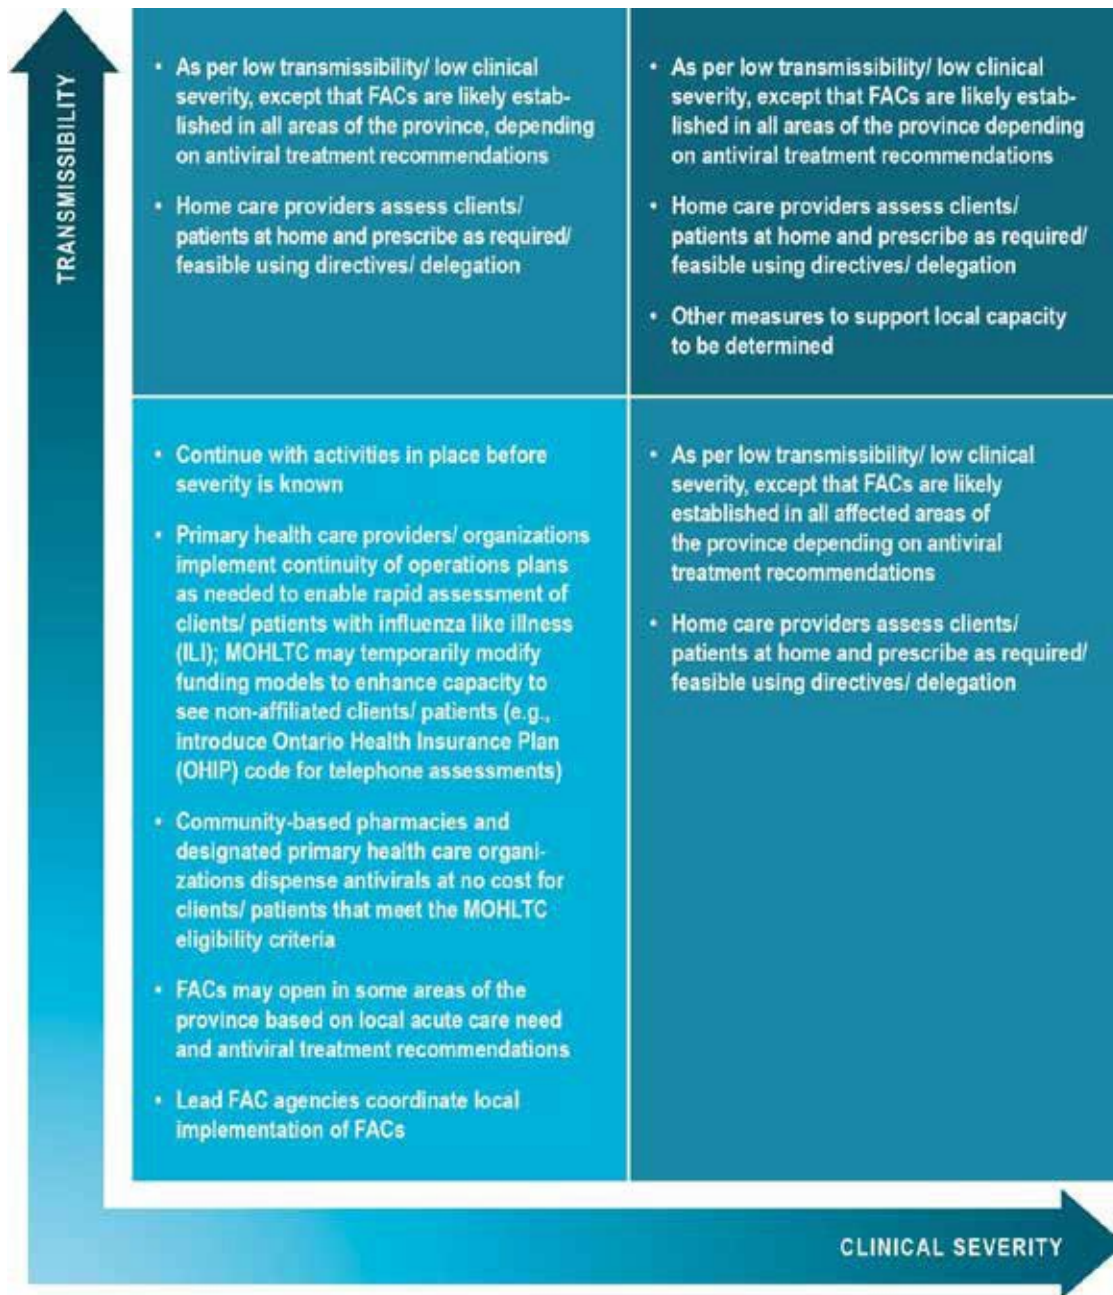 TRANSMISSIBILITY
• As per low transmissibility/ low clinical
severity, except that FACs are likely estab-
lished in all areas of the province, depending
on antiviral treatment recommendations
• Home care providers assess clients/
patients at home and prescribe as required/
feasible using directives/ delegation
• As per low transmissibility/ low clinical
severity, except that FACs are likely estab-
lished in all areas of the province depending
on antiviral treatment recommendations
• Home care providers assess clients/
patients at home and prescribe as required/
feasible using directives/ delegation
• Other measures to support local capacity
to be determined
• Continue with activities in place before
severity is known
• Primary health care providers/ organizations
implement continuity of operations plans
as needed to enable rapid assessment of
clients/ patients with influenza like illness
(ILI); MOHLTC may temporarily modify
funding models to enhance capacity to
see non-affiliated clients/ patients (e.g.,
introduce Ontario Health Insurance Plan
(OHIP) code for telephone assessments)
• Community-based pharmacies and
designated primary health care organi-
zations dispense antivirals at no cost for
clients/ patients that meet the MOHLTC
eligibility criteria
• FACs may open in some areas of the
province based on local acute care need
and antiviral treatment recommendations
• Lead FAC agencies coordinate local
implementation of FACs
• As per low transmissibility/ low clinical
severity, except that FACs are likely
established in all affected areas of
the province depending on antiviral
treatment recommendations
• Home care providers assess clients/
patients at home and prescribe as required/
feasible using directives/ delegation
CLINICAL SEVERITY